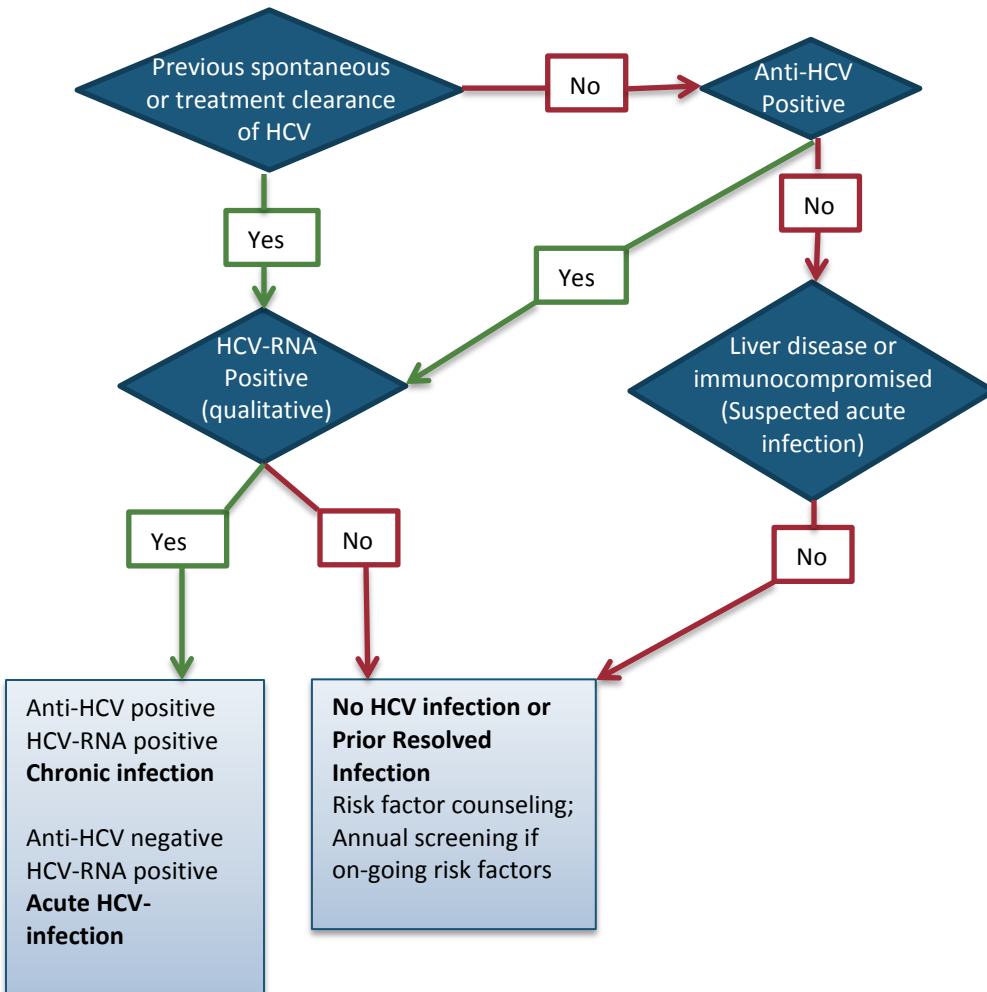 Previous spontaneous
or treatment clearance
of HCV
No
Anti-HCV
Positive
Yes
Yes
No
HCV-RNA
Positive
(qualitative)
Liver disease or
immunocompromised
(Suspected acute
infection)
Yes
No
No
Anti-HCV positive
HCV-RNA positive
Chronic infection
Anti-HCV negative
HCV-RNA positive
Acute HCV-
infection
No HCV infection or
Prior Resolved
Infection
Risk factor counseling;
Annual screening if
on-going risk factors